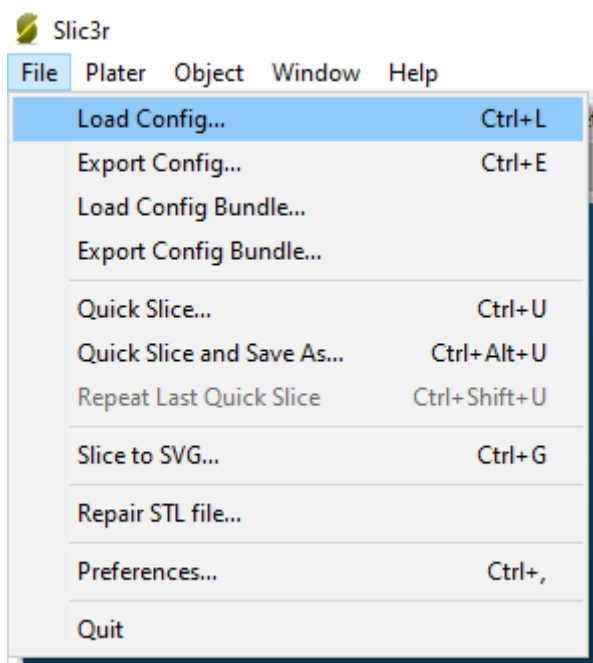 Slic3r
File Plater Object Window Help
Load Config... Ctrl+L
Export Config... Ctrl+E
Load Config Bundle...
Export Config Bundle...
Quick Slice... Ctrl+U
Quick Slice and Save As... Ctrl+Alt+U
Repeat Last Quick Slice Ctrl+Shift+U
Slice to SVG... Ctrl+G
Repair STL file...
Preferences... Ctrl+,
Quit